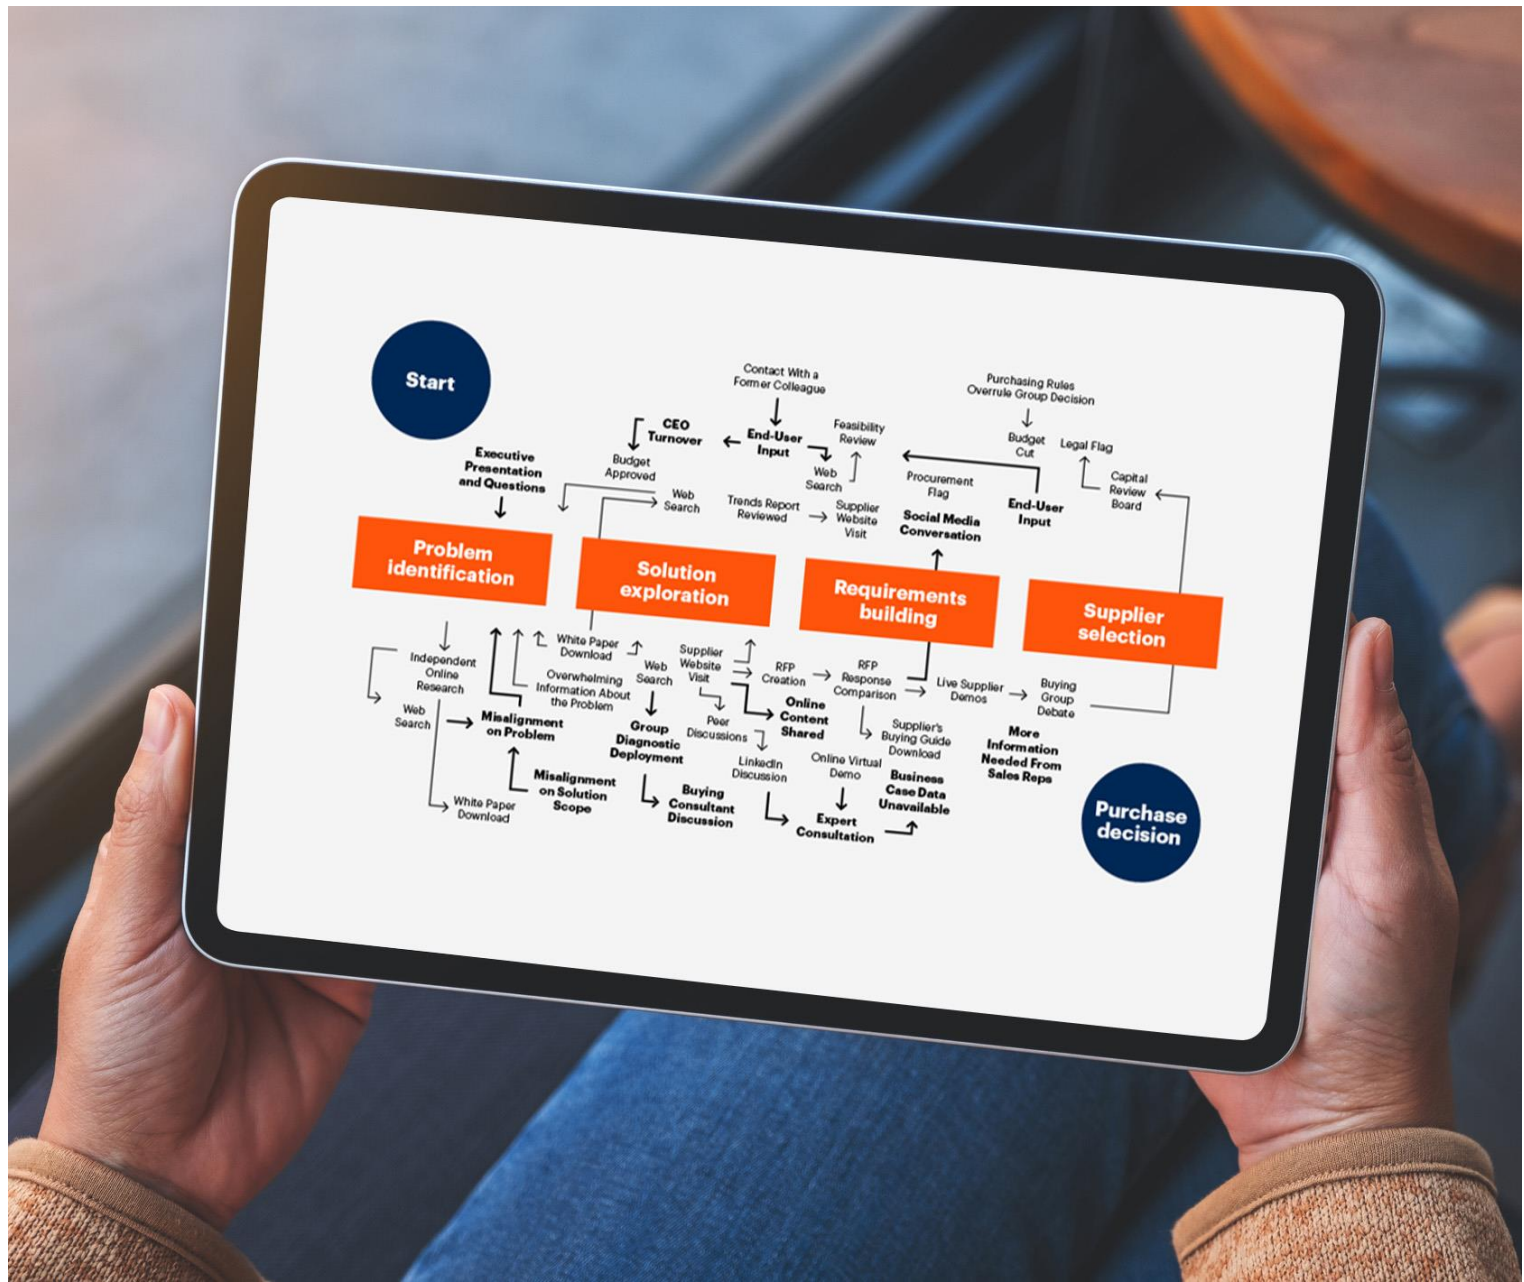 Start
Contact With a
Former Colleague
Purchasing Rules
Overrule Group Decision
CEO
Turnover
End-User
Input
Feasibility
Review
Budget
Cut
Legal Flag
Executive
Presentation
and Questions
Budget
Approved
Web
Search
Web
Search
Trends Report
Reviewed
Supplier
Website
Visit
Procurement
Flag
Social Media
Conversation
End-User
Input
Capital
Review
Board
Problem
identification
Solution
exploration
Requirements
building
Supplier
selection
Independent
Online
Research
White Paper
Download
Web
Search
Supplier
Website
Visit
RFP
Creation
RFP
Response
Comparison
Live Supplier
Demos
Buying
Group
Debate
Overwhelming
Information About
the Problem
Web
Search
Misalignment
on Problem
Group
Diagnostic
Deployment
Peer
Discussions
Online
Content
Shared
Supplier's
Buying Guide
Download
More
Information
Needed From
Sales Reps
White Paper
Download
Misalignment
on Solution
Scope
Buying
Consultant
Discussion
LinkedIn
Discussion
Online Virtual
Demo
Expert
Consultation
Business
Case Data
Unavailable
Purchase
decision